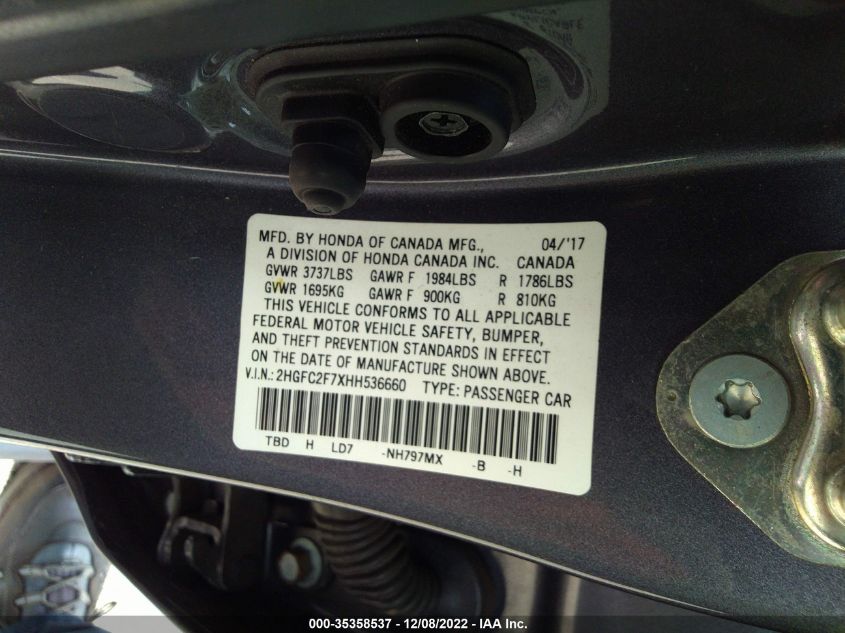 MFD. BY HONDA OF CANADA MFG., 04/'17
A DIVISION OF HONDA CANADA INC. CANADA
GVWR 3737LBS GAWR F 1984LBS R 1786LBS
GVWR 1695KG GAWR F 900KG R 810KG
THIS VEHICLE CONFORMS TO ALL APPLICABLE
FEDERAL MOTOR VEHICLE SAFETY, BUMPER,
AND THEFT PREVENTION STANDARDS IN EFFECT
ON THE DATE OF MANUFACTURE SHOWN ABOVE.
V.I.N.: 2HGFC2F7XHH536660 TYPE: PASSENGER CAR
TBD H LD7 -NH797MX -B -H
000-35358537 - 12/08/2022 - IAA Inc.